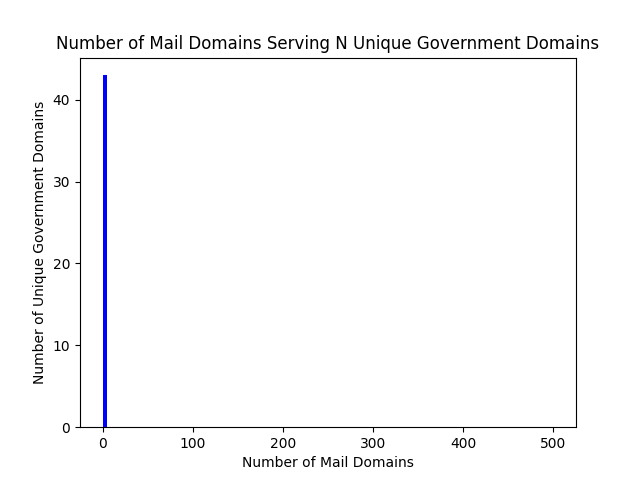 Number of Mail Domains Serving N Unique Government Domains
Number of Unique Government Domains
40
30
20
10
0
0 100 200 300 400 500
Number of Mail Domains